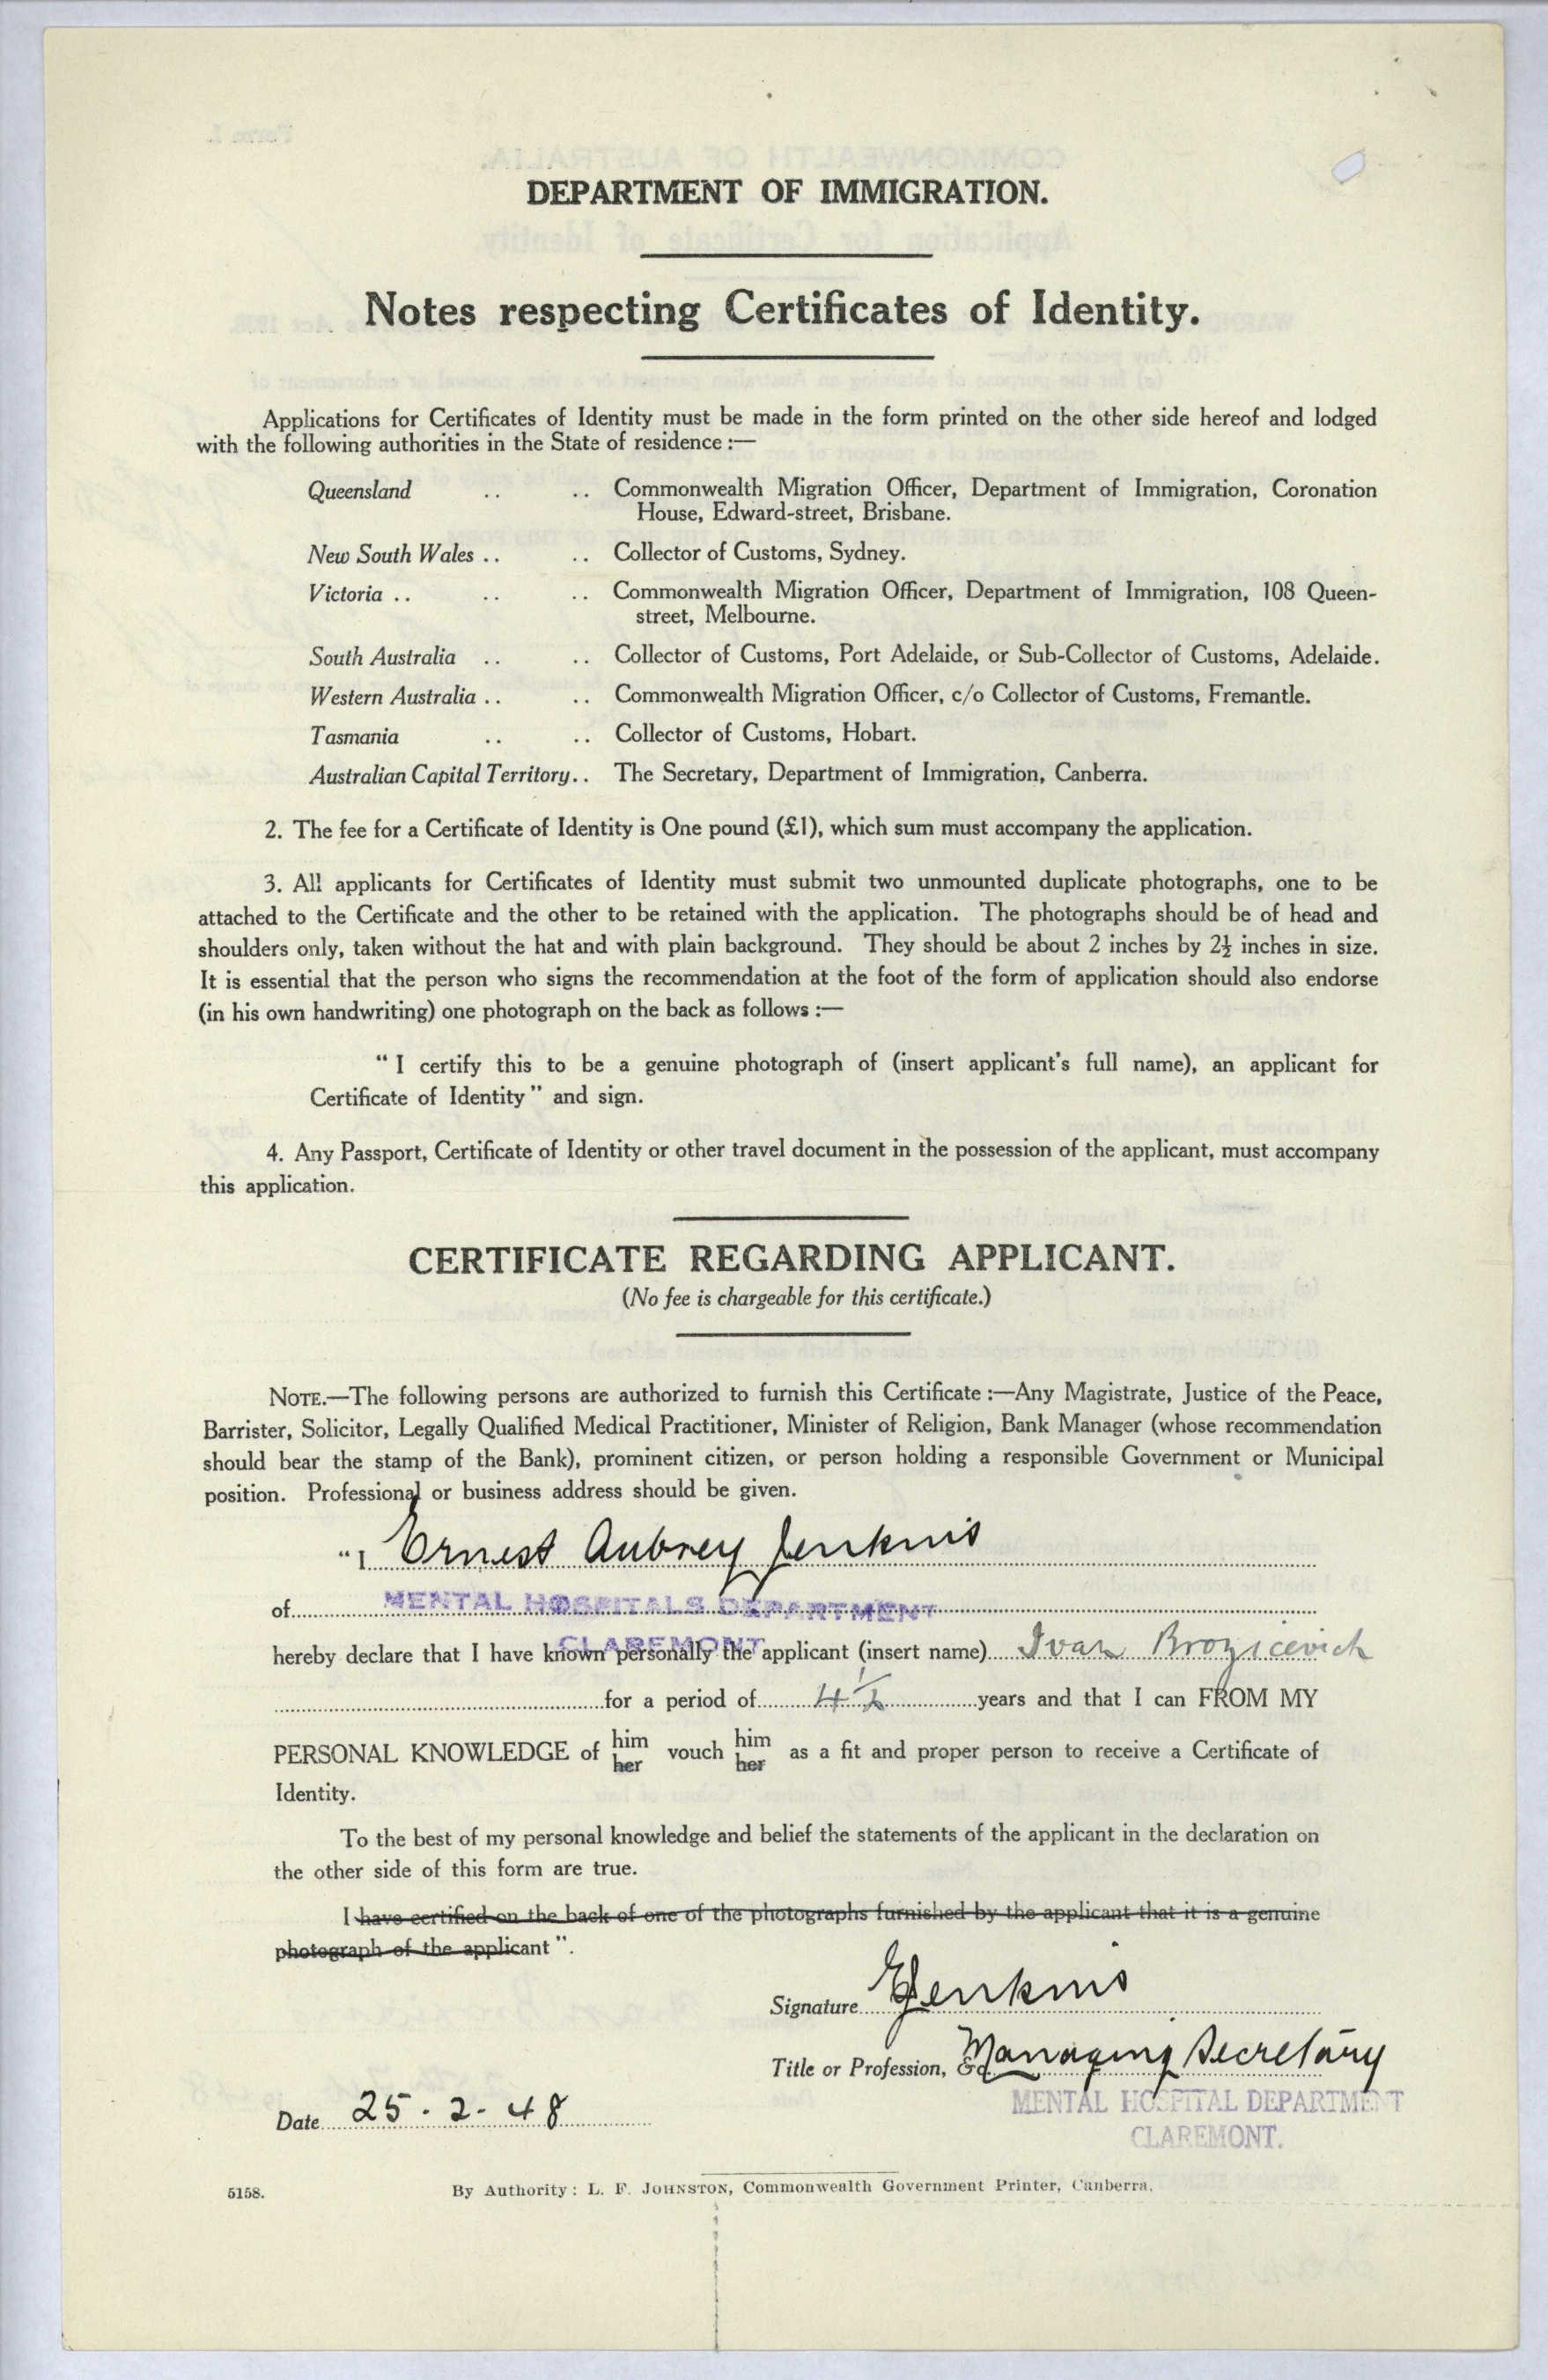 DEPARTMENT OF IMMIGRATION.
Notes respecting Certificates of Identity.
Applications for Certificates of Identity must be made in the form printed on the other side hereof and lodged
with the following authorities in the State of residence :—
Queensland .. .. Commonwealth Migration Officer, Department of Immigration, Coronation
House, Edward-street, Brisbane.
New South Wales .. .. Collector of Customs, Sydney.
Victoria .. .. .. Commonwealth Migration Officer, Department of Immigration, 108 Queen-
street, Melbourne.
South Australia .. .. Collector of Customs, Port Adelaide, or Sub-Collector of Customs, Adelaide.
Western Australia .. .. Commonwealth Migration Officer, c/o Collector of Customs, Fremantle.
Tasmania .. .. Collector of Customs, Hobart.
Australian Capital Territory.. The Secretary, Department of Immigration, Canberra.
2. The fee for a Certificate of Identity is One pound (£1), which sum must accompany the application.
3. All applicants for Certificates of Identity must submit two unmounted duplicate photographs, one to be
attached to the Certificate and the other to be retained with the application. The photographs should be of head and
shoulders only, taken without the hat and with plain background. They should be about 2 inches by 2½ inches in size.
It is essential that the person who signs the recommendation at the foot of the form of application should also endorse
(in his own handwriting) one photograph on the back as follows :—
" I certify this to be a genuine photograph of (insert applicant's full name), an applicant for
Certificate of Identity " and sign.
4. Any Passport, Certificate of Identity or other travel document in the possession of the applicant, must accompany
this application.
CERTIFICATE REGARDING APPLICANT.
(No fee is chargeable for this certificate.)
NOTE.—The following persons are authorized to furnish this Certificate :—Any Magistrate, Justice of the Peace,
Barrister, Solicitor, Legally Qualified Medical Practitioner, Minister of Religion, Bank Manager (whose recommendation
should bear the stamp of the Bank), prominent citizen, or person holding a responsible Government or Municipal
position. Professional or business address should be given.
"I Ernest Aubrey Jenkins
of MENTAL HOSPITALS DEPARTMENT
CLAREMONT
hereby declare that I have known personally the applicant (insert name) Ivan Brozicevich
for a period of 4½ years and that I can FROM MY
PERSONAL KNOWLEDGE of him her vouch him her as a fit and proper person to receive a Certificate of
Identity.
To the best of my personal knowledge and belief the statements of the applicant in the declaration on
the other side of this form are true.
I have certified on the back of one of the photographs furnished by the applicant that it is a genuine
photograph of the applicant ".
Signature EJenkins
Title or Profession, &c. Managing Secretary
MENTAL HOSPITAL DEPARTMENT
CLAREMONT.
Date 25 . 2 - 48
5158. By Authority : L. F. JOHNSTON, Commonwealth Government Printer, Canberra.